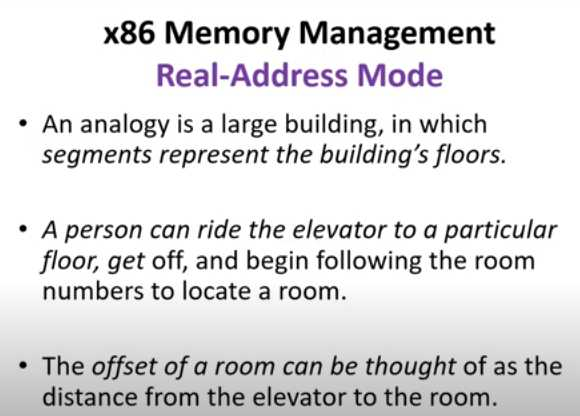 x86 Memory Management
Real-Address Mode
• An analogy is a large building, in which
segments represent the building's floors.
• A person can ride the elevator to a particular
floor, get off, and begin following the room
numbers to locate a room.
• The offset of a room can be thought of as the
distance from the elevator to the room.